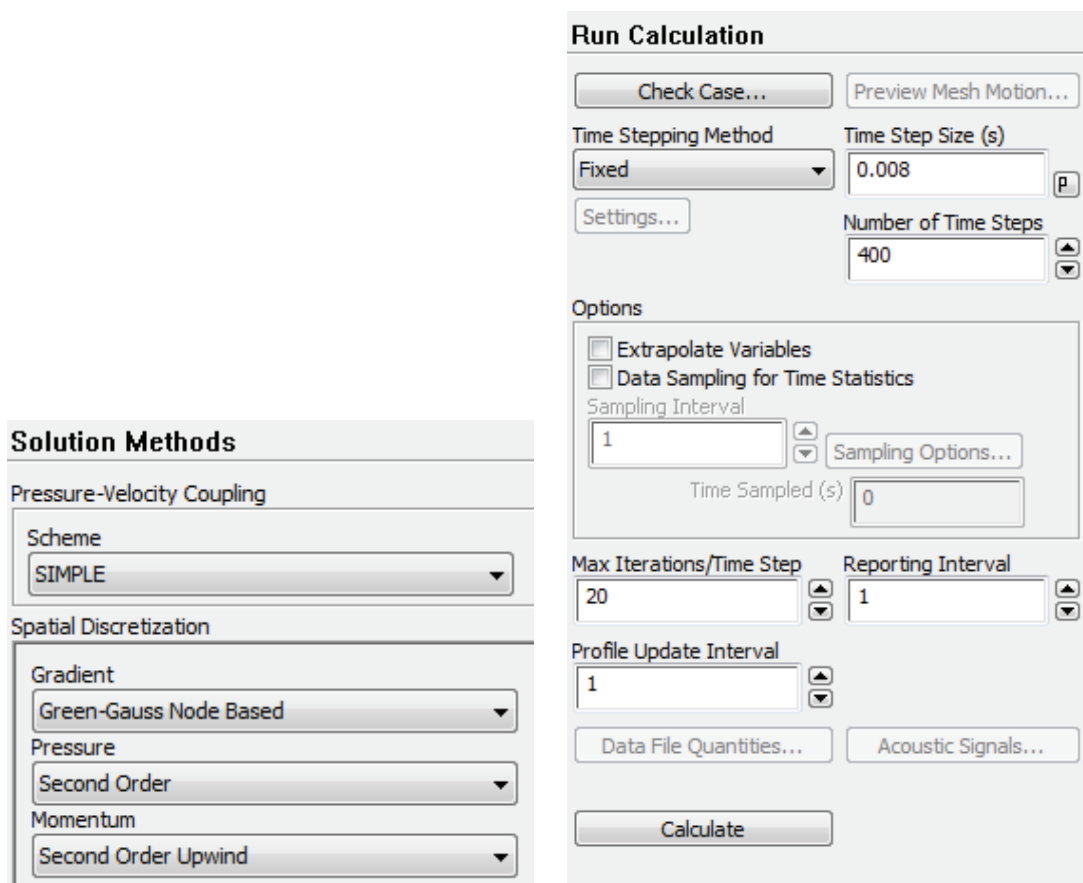 Solution Methods
Pressure-Velocity Coupling
Scheme
SIMPLE
Spatial Discretization
Gradient
Green-Gauss Node Based
Pressure
Second Order
Momentum
Second Order Upwind
Run Calculation
Check Case... Preview Mesh Motion...
Time Stepping Method Time Step Size (s)
Fixed 0.008 P
Settings... Number of Time Steps
400
Options
Extrapolate Variables
Data Sampling for Time Statistics
Sampling Interval
1 Sampling Options...
Time Sampled (s) 0
Max Iterations/Time Step Reporting Interval
20 1
Profile Update Interval
1
Data File Quantities... Acoustic Signals...
Calculate